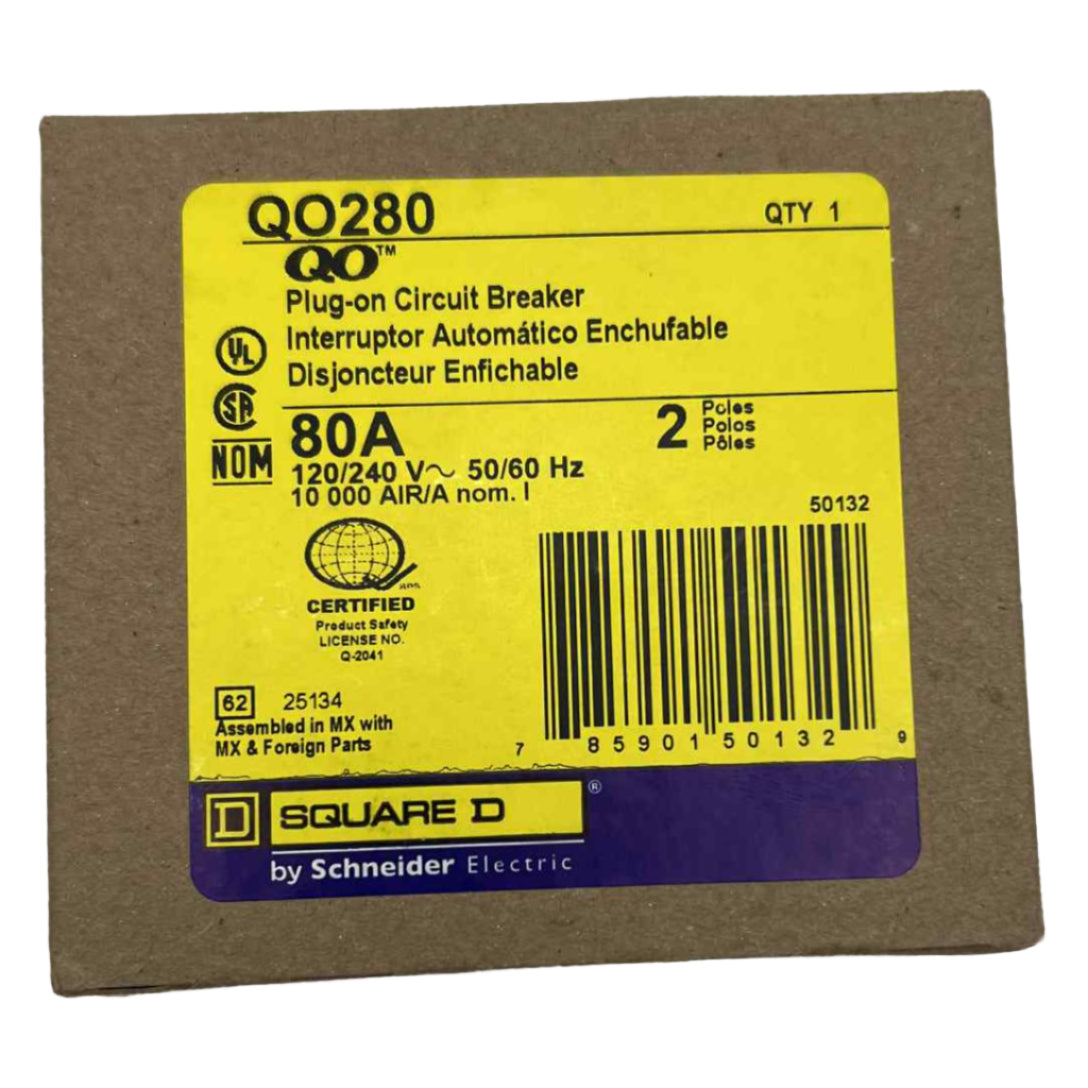 QO280 QTY 1
QO™
Plug-on Circuit Breaker
Interruptor Automático Enchufable
Disjoncteur Enfichable
UL
SA
NOM
80A
2 Poles
Polos
Pôles
120/240 V~ 50/60 Hz
10 000 AIR/A nom. I
50132
CERTIFIED
Product Safety
LICENSE NO.
Q-2041
62 25134
Assembled in MX with
MX & Foreign Parts
7 85901 50132 9
D SQUARE D ®
by Schneider Electric